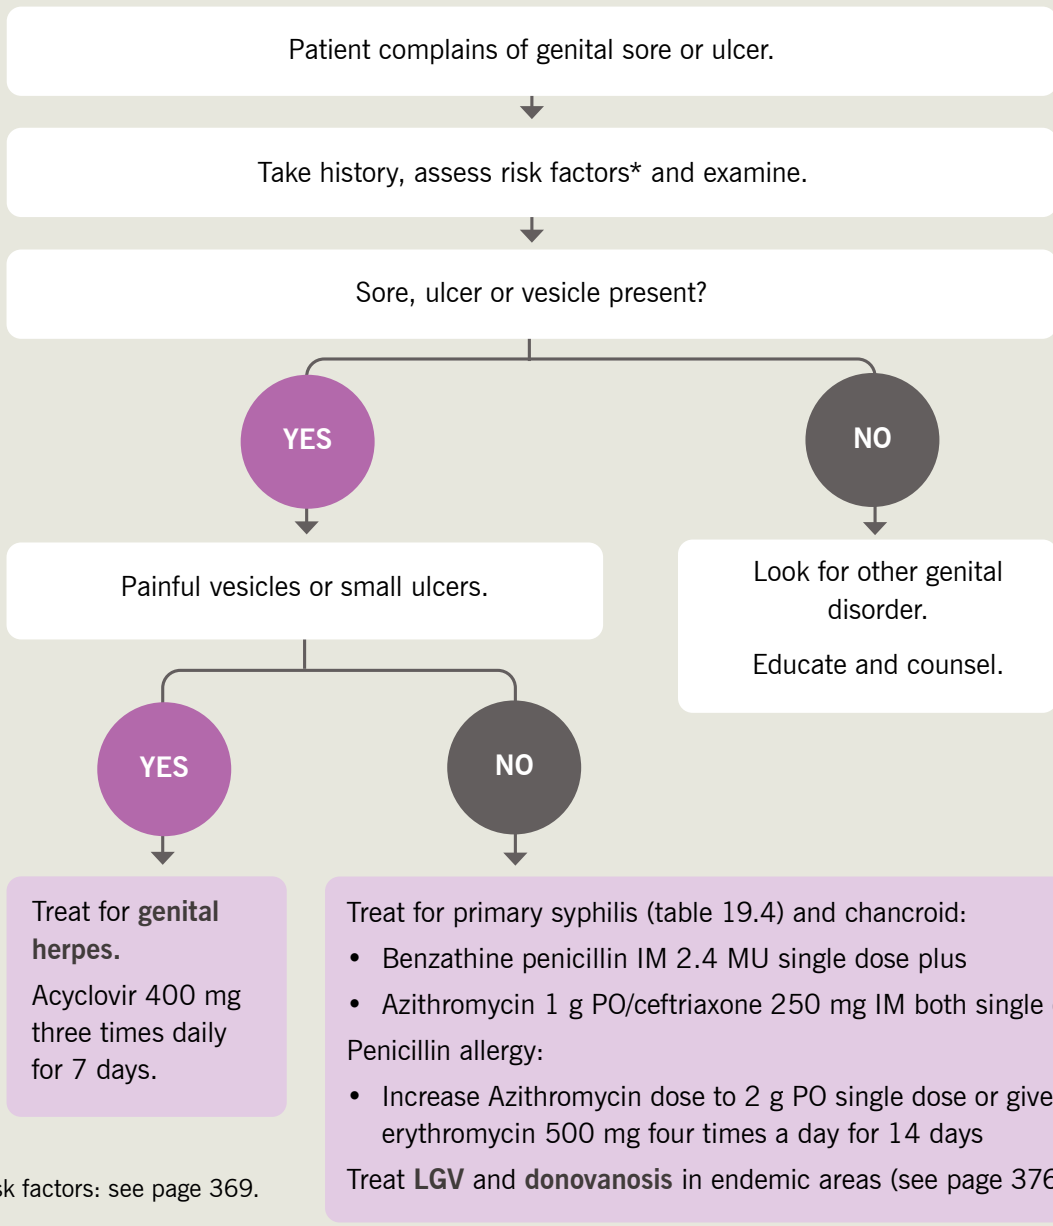 Patient complains of genital sore or ulcer.
Take history, assess risk factors* and examine.
Sore, ulcer or vesicle present?
YES
NO
Painful vesicles or small ulcers.
Look for other genital
disorder.
Educate and counsel.
YES
NO
Treat for genital
herpes.
Acyclovir 400 mg
three times daily
for 7 days.
Treat for primary syphilis (table 19.4) and chancroid:
• Benzathine penicillin IM 2.4 MU single dose plus
• Azithromycin 1 g PO/ceftriaxone 250 mg IM both single
Penicillin allergy:
• Increase Azithromycin dose to 2 g PO single dose or give
erythromycin 500 mg four times a day for 14 days
Treat LGV and donovanosis in endemic areas (see page 376
sk factors: see page 369.